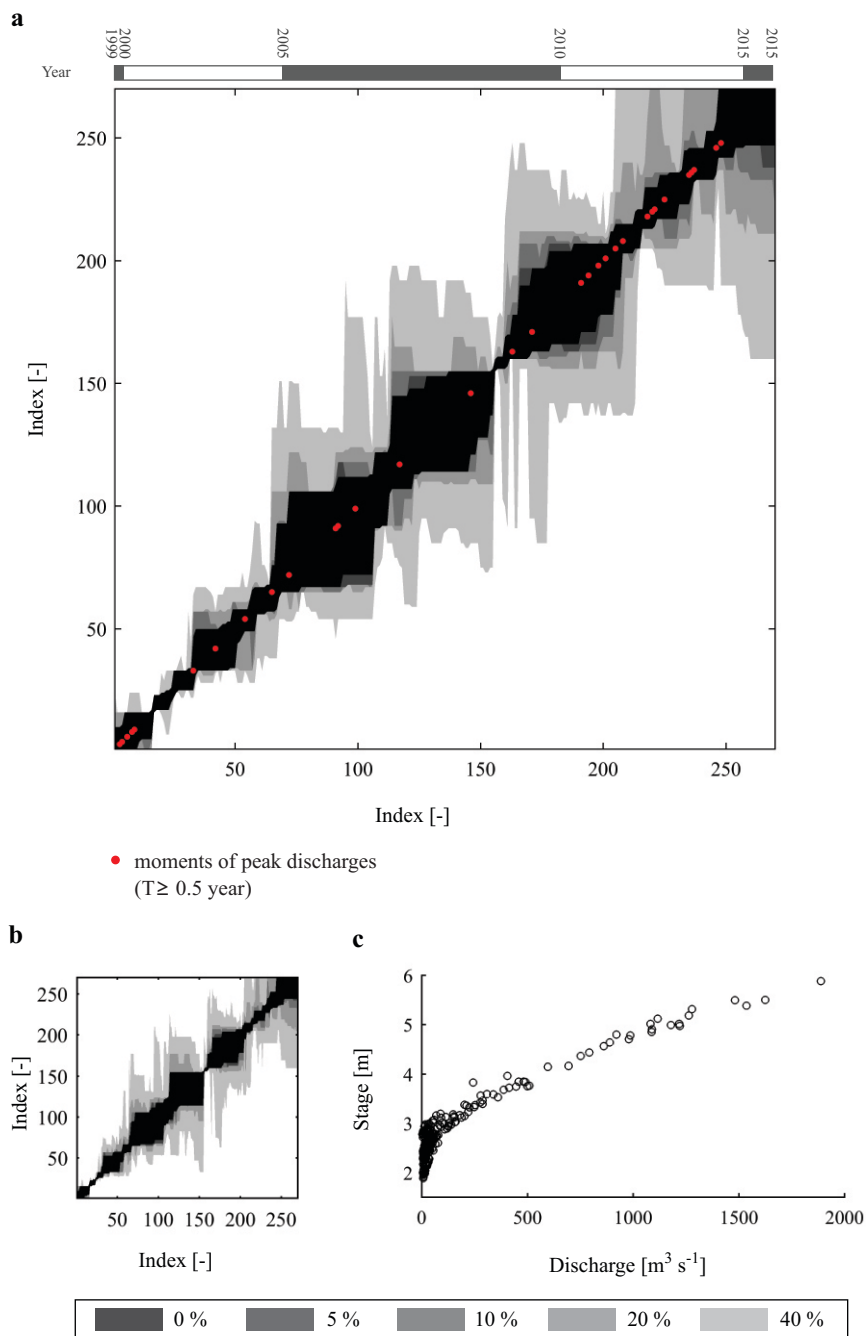 a
1999 2000 2005 2010 2015 2015
Year
250
200
150
100
50
Index [-]
50 100 150 200 250
Index [-]
moments of peak discharges
(T ≥ 0.5 year)
b
250
200
150
100
50
Index [-]
50 100 150 200 250
Index [-]
c
6
5
4
3
2
Stage [m]
0 500 1000 1500 2000
Discharge [m³ s⁻¹]
0 % 5 % 10 % 20 % 40 %